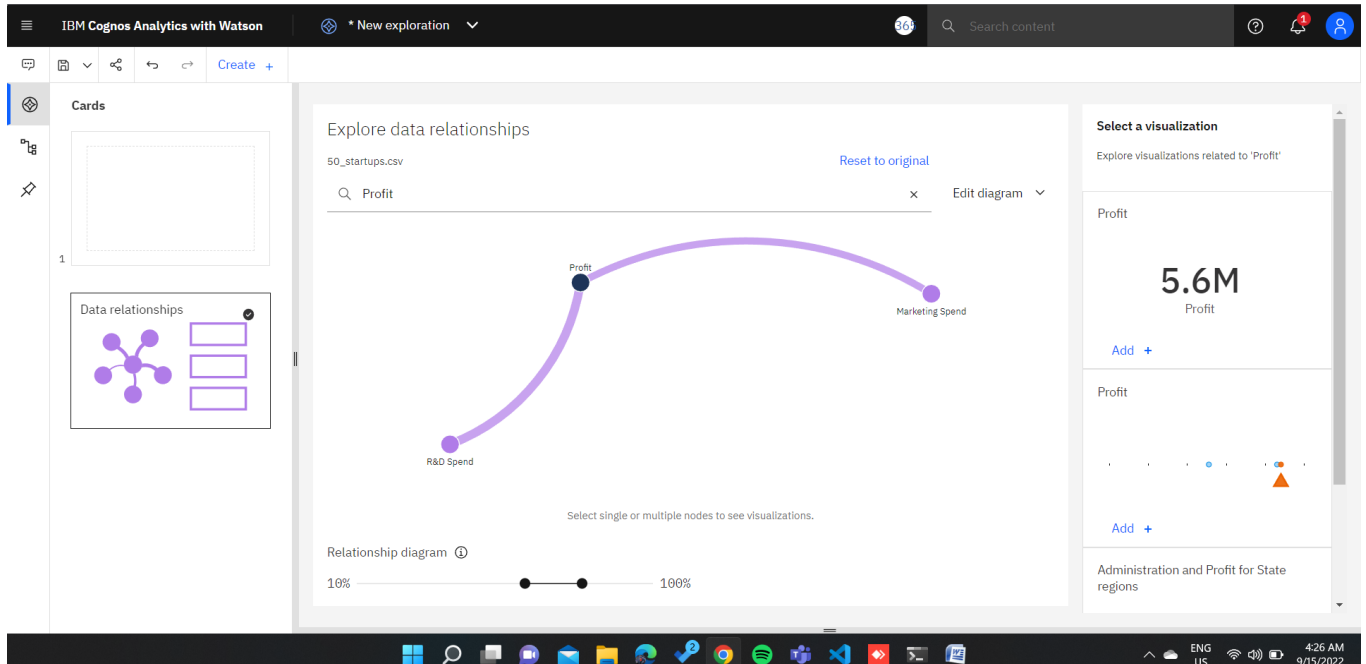 IBM Cognos Analytics with Watson
* New exploration
365
Search content
1
Create +
Cards
1
Data relationships
Explore data relationships
50_startups.csv
Reset to original
Profit
Edit diagram
Profit
Marketing Spend
R&D Spend
Select single or multiple nodes to see visualizations.
Relationship diagram
10%
100%
Select a visualization
Explore visualizations related to 'Profit'
Profit
5.6M
Profit
Add +
Profit
Add +
Administration and Profit for State
regions
2
ENG
US
4:26 AM
9/15/2022